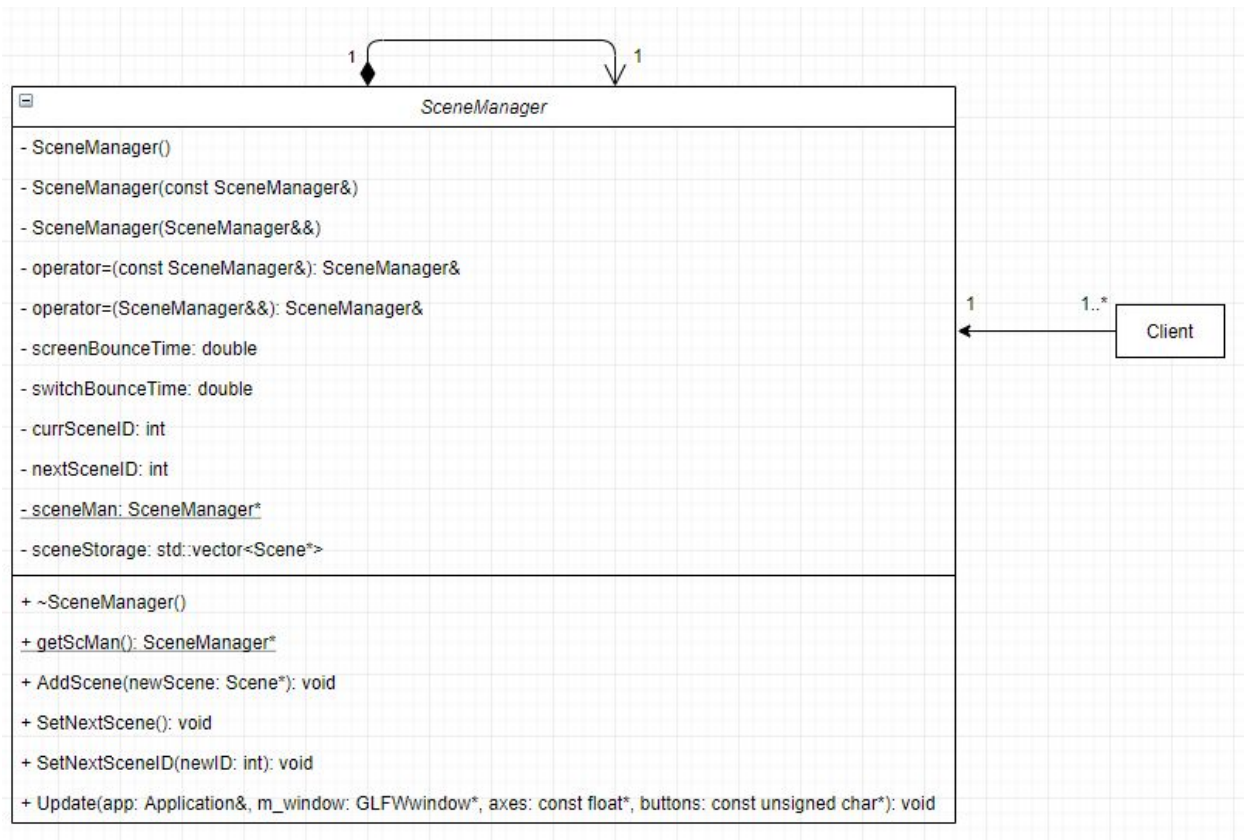 1
1
SceneManager
- SceneManager()
- SceneManager(const SceneManager&)
- SceneManager(SceneManager&&)
- operator=(const SceneManager&): SceneManager&
- operator=(SceneManager&&): SceneManager&
- screenBounceTime: double
- switchBounceTime: double
- currSceneID: int
- nextSceneID: int
- sceneMan: SceneManager*
- sceneStorage: std::vector<Scene*>
+ ~SceneManager()
+ getScMan(): SceneManager*
+ AddScene(newScene: Scene*): void
+ SetNextScene(): void
+ SetNextSceneID(newID: int): void
+ Update(app: Application&, m_window: GLFWwindow*, axes: const float*, buttons: const unsigned char*): void
1
1..*
Client